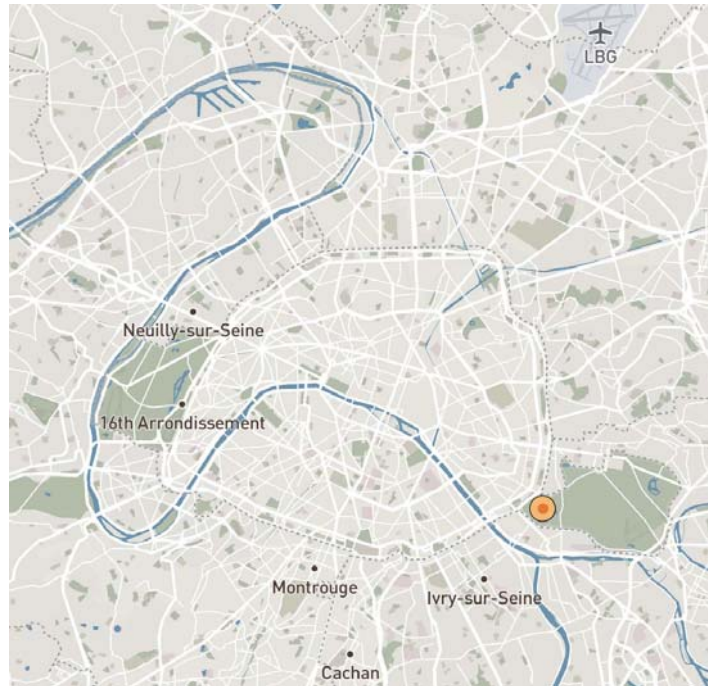 LBG
Neuilly-sur-Seine
16th Arrondissement
Montrouge
Ivry-sur-Seine
Cachan